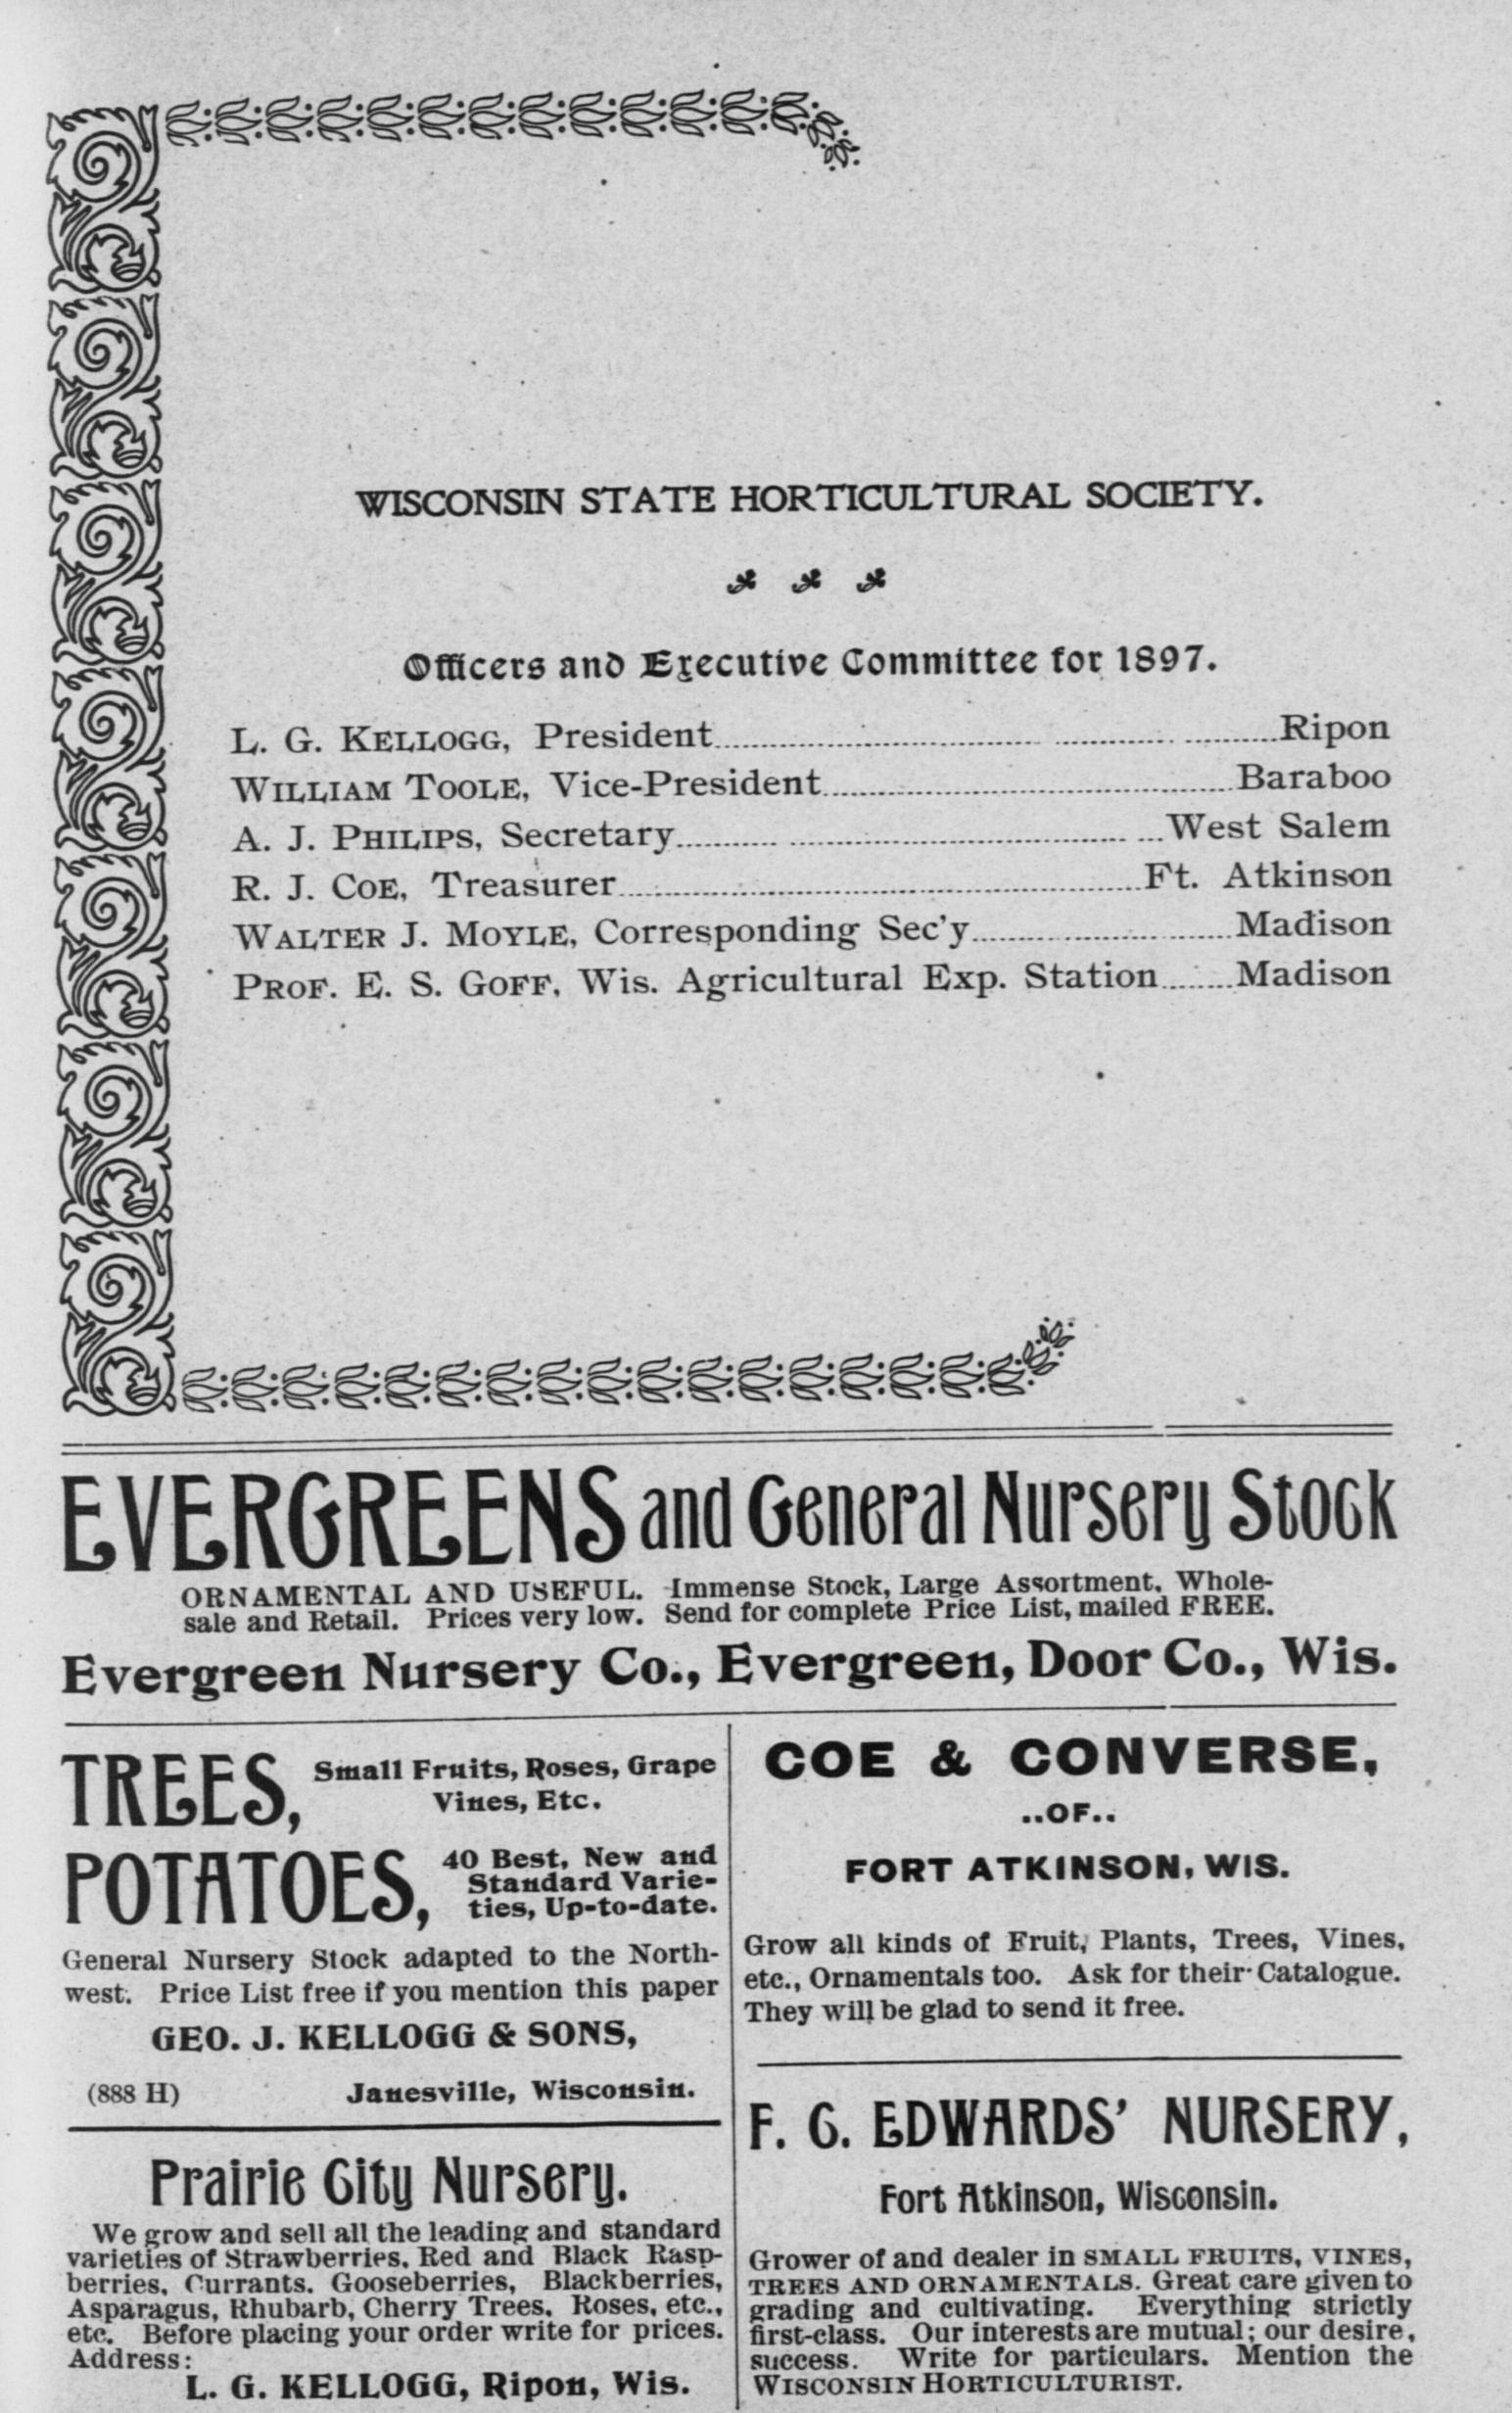 WISCONSIN STATE HORTICULTURAL SOCIETY.
Officers and Executive Committee for 1897.
L. G. KELLOGG, President Ripon
WILLIAM TOOLE, Vice-President Baraboo
A. J. PHILIPS, Secretary West Salem
R. J. COE, Treasurer Ft. Atkinson
WALTER J. MOYLE, Corresponding Sec'y Madison
PROF. E. S. GOFF, Wis. Agricultural Exp. Station Madison
EVERGREENS and General Nursery Stock
ORNAMENTAL AND USEFUL. Immense Stock, Large Assortment. Whole-
sale and Retail. Prices very low. Send for complete Price List, mailed FREE.
Evergreen Nursery Co., Evergreen, Door Co., Wis.
TREES, Small Fruits, Roses, Grape
Vines, Etc.
POTATOES, 40 Best, New and
Standard Varie-
ties, Up-to-date.
General Nursery Stock adapted to the North-
west. Price List free if you mention this paper
GEO. J. KELLOGG & SONS,
(888 H) Janesville, Wisconsin.
Prairie City Nursery.
We grow and sell all the leading and standard
varieties of Strawberries, Red and Black Rasp-
berries, Currants. Gooseberries, Blackberries,
Asparagus, Rhubarb, Cherry Trees, Roses, etc.,
etc. Before placing your order write for prices.
Address:
L. G. KELLOGG, Ripon, Wis.
COE & CONVERSE,
..OF..
FORT ATKINSON, WIS.
Grow all kinds of Fruit, Plants, Trees, Vines,
etc., Ornamentals too. Ask for their Catalogue.
They will be glad to send it free.
F. G. EDWARDS' NURSERY,
Fort Atkinson, Wisconsin.
Grower of and dealer in SMALL FRUITS, VINES,
TREES AND ORNAMENTALS. Great care given to
grading and cultivating. Everything strictly
first-class. Our interests are mutual; our desire,
success. Write for particulars. Mention the
WISCONSIN HORTICULTURIST.